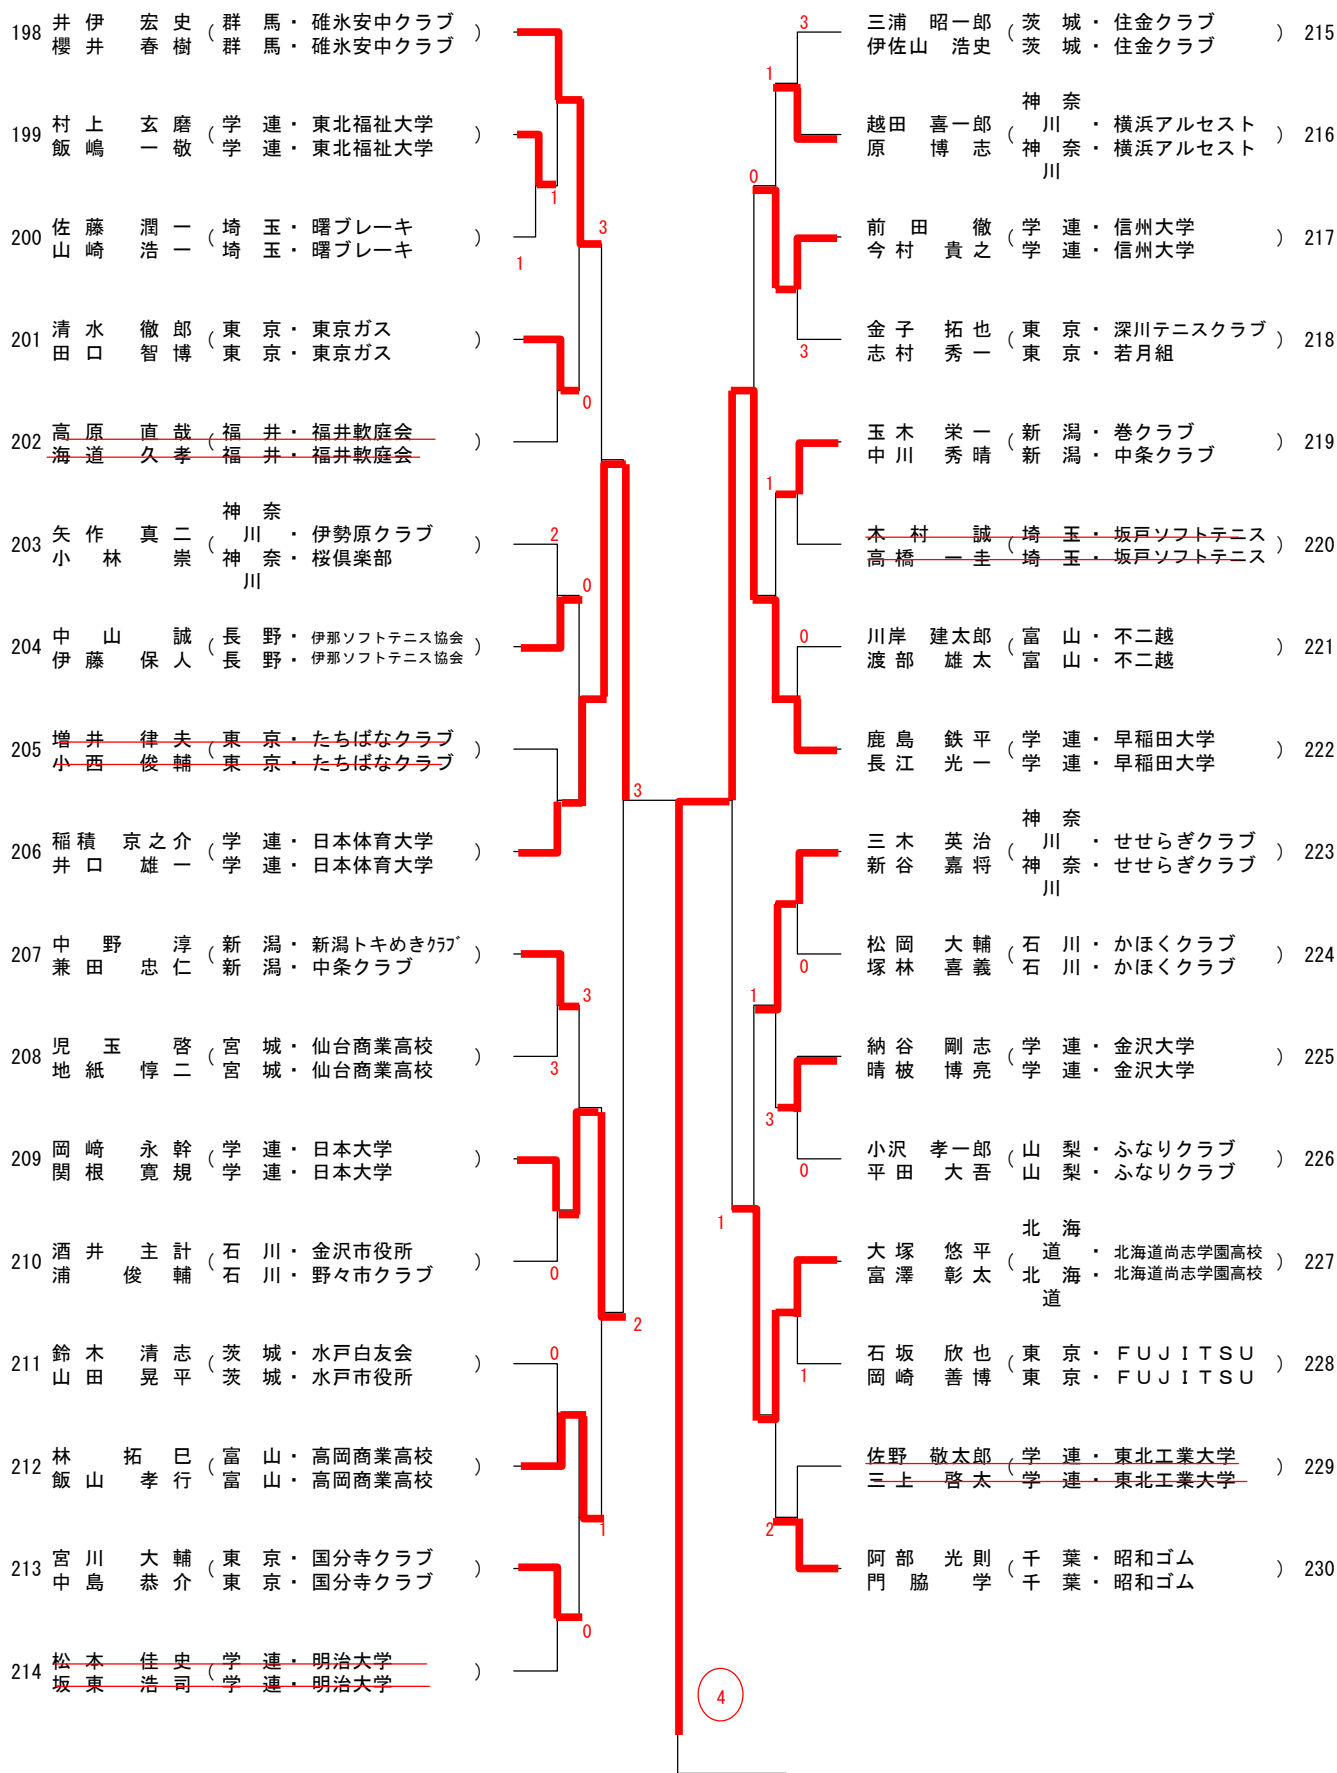 198 井伊 宏史 (群馬・碓氷安中クラブ)
櫻井 春樹 群馬・碓氷安中クラブ
199 村上 玄磨 (学連・東北福祉大学)
飯嶋 一敬 学連・東北福祉大学
1
200 佐藤 潤一 (埼玉・曙ブレーキ)
山崎 浩一 埼玉・曙ブレーキ
1
3
201 清水 徹郎 (東京・東京ガス)
田口 智博 東京・東京ガス
0
202 高原 直哉 (福井・福井軟庭会)
海道 久孝 福井・福井軟庭会
203 矢作 真二 (神奈川・伊勢原クラブ)
小林 崇 神奈川・桜倶楽部
2
0
204 中山 誠 (長野・伊那ソフトテニス協会)
伊藤 保人 長野・伊那ソフトテニス協会
205 増井 律夫 (東京・たちばなクラブ)
小西 俊輔 東京・たちばなクラブ
3
206 稲積 京之介 (学連・日本体育大学)
井口 雄一 学連・日本体育大学
207 中野 淳 (新潟・新潟トキめきｸﾗﾌﾞ)
兼田 忠仁 新潟・中条クラブ
3
208 児玉 啓 (宮城・仙台商業高校)
地紙 惇二 宮城・仙台商業高校
3
209 岡﨑 永幹 (学連・日本大学)
関根 寛規 学連・日本大学
210 酒井 主計 (石川・金沢市役所)
浦 俊輔 石川・野々市クラブ
0
2
211 鈴木 清志 (茨城・水戸白友会)
山田 晃平 茨城・水戸市役所
0
212 林 拓巳 (富山・高岡商業高校)
飯山 孝行 富山・高岡商業高校
1
213 宮川 大輔 (東京・国分寺クラブ)
中島 恭介 東京・国分寺クラブ
0
214 松本 佳史 (学連・明治大学)
坂東 浩司 学連・明治大学
3
三浦 昭一郎 (茨城・住金クラブ) 215
伊佐山 浩史 茨城・住金クラブ
1
越田 喜一郎 (神奈川・横浜アルセスト) 216
原 博志 神奈川・横浜アルセスト
0
前田 徹 (学連・信州大学) 217
今村 貴之 学連・信州大学
金子 拓也 (東京・深川テニスクラブ) 218
志村 秀一 東京・若月組
3
玉木 栄一 (新潟・巻クラブ) 219
中川 秀晴 新潟・中条クラブ
1
木村 誠 (埼玉・坂戸ソフトテニス 220
高橋 一圭 埼玉・坂戸ソフトテニス
川岸 建太郎 (富山・不二越) 221
渡部 雄太 富山・不二越
0
鹿島 鉄平 (学連・早稲田大学) 222
長江 光一 学連・早稲田大学
三木 英治 (神奈川・せせらぎクラブ) 223
新谷 嘉将 神奈川・せせらぎクラブ
松岡 大輔 (石川・かほくクラブ) 224
塚林 喜義 石川・かほくクラブ
0
1
納谷 剛志 (学連・金沢大学) 225
晴披 博亮 学連・金沢大学
3
小沢 孝一郎 (山梨・ふなりクラブ) 226
平田 大吾 山梨・ふなりクラブ
0
1
大塚 悠平 (北海道・北海道尚志学園高校) 227
富澤 彰太 北海道・北海道尚志学園高校
石坂 欣也 (東京・ＦＵＪＩＴＳＵ) 228
岡崎 善博 東京・ＦＵＪＩＴＳＵ
1
佐野 敬太郎 (学連・東北工業大学) 229
三上 啓太 学連・東北工業大学
2
阿部 光則 (千葉・昭和ゴム) 230
門脇 学 千葉・昭和ゴム
4